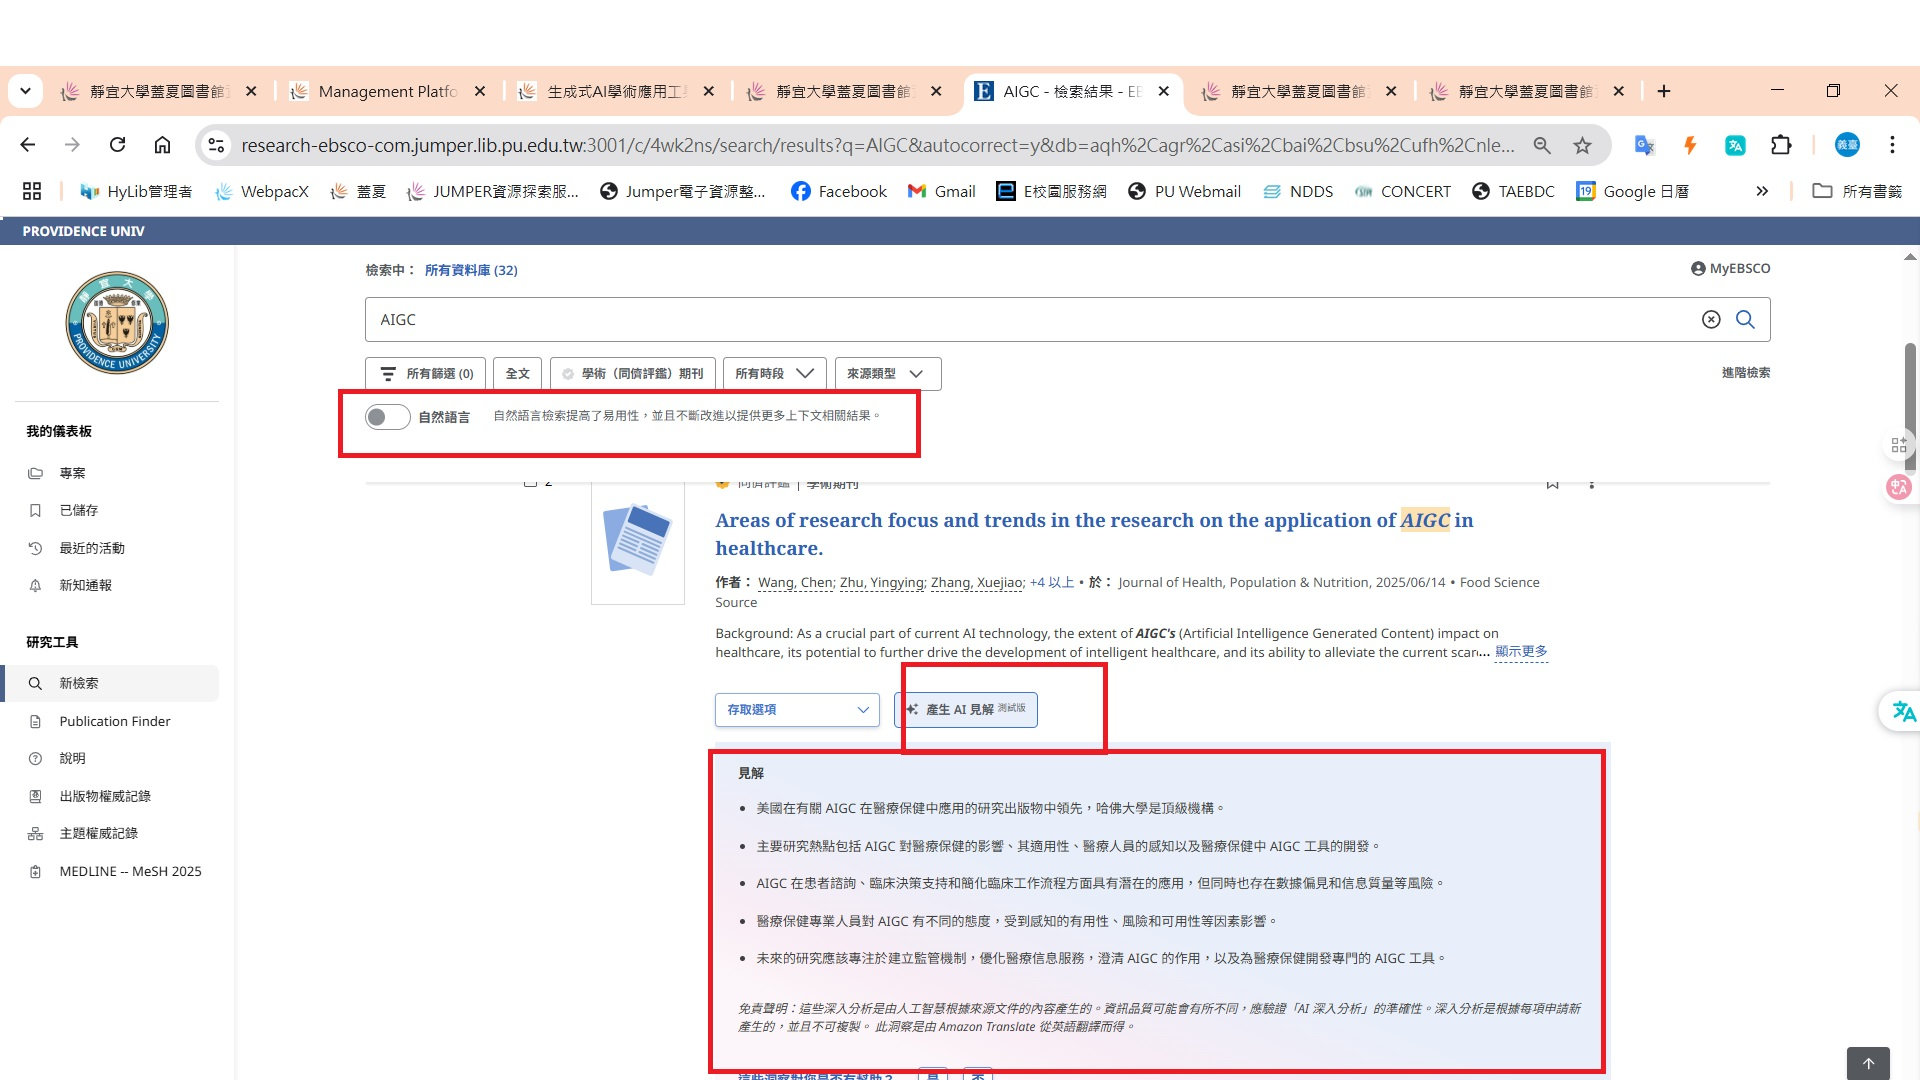 靜宜大學蓋夏圖書館
Management Platfo
生成式AI學術應用工
靜宜大學蓋夏圖書館
AIGC - 檢索結果 - EB
靜宜大學蓋夏圖書館
靜宜大學蓋夏圖書館
research-ebsco-com.jumper.lib.pu.edu.tw:3001/c/4wk2ns/search/results?q=AIGC&autocorrect=y&db=aqh%2Cagr%2Casi%2Cbai%2Cbsu%2Cufh%2Cnle...
義臺
HyLib管理者
WebpacX
蓋夏
JUMPER資源探索服...
Jumper電子資源整...
Facebook
Gmail
E校園服務網
PU Webmail
NDDS
CONCERT
TAEBDC
19
Google 日曆
所有書籤
PROVIDENCE UNIV
靜宜大學
PROVIDENCE UNIVERSITY
我的儀表板
專案
已儲存
最近的活動
新知通報
研究工具
新檢索
Publication Finder
說明
出版物權威記錄
主題權威記錄
MEDLINE -- MeSH 2025
檢索中： 所有資料庫 (32)
MyEBSCO
AIGC
所有篩選 (0)
全文
學術（同儕評鑑）期刊
所有時段
來源類型
進階檢索
自然語言
自然語言檢索提高了易用性，並且不斷改進以提供更多上下文相關結果。
2
同儕評鑑 | 學術期刊
Areas of research focus and trends in the research on the application of AIGC in
healthcare.
作者： Wang, Chen; Zhu, Yingying; Zhang, Xuejiao; +4 以上 • 於： Journal of Health, Population & Nutrition, 2025/06/14 • Food Science
Source
Background: As a crucial part of current AI technology, the extent of AIGC's (Artificial Intelligence Generated Content) impact on
healthcare, its potential to further drive the development of intelligent healthcare, and its ability to alleviate the current scar... 顯示更多
存取選項
產生 AI 見解 測試版
見解
• 美國在有關 AIGC 在醫療保健中應用的研究出版物中領先，哈佛大學是頂級機構。
• 主要研究熱點包括 AIGC 對醫療保健的影響、其適用性、醫療人員的感知以及醫療保健中 AIGC 工具的開發。
• AIGC 在患者諮詢、臨床決策支持和簡化臨床工作流程方面具有潛在的應用，但同時也存在數據偏見和信息質量等風險。
• 醫療保健專業人員對 AIGC 有不同的態度，受到感知的有用性、風險和可用性等因素影響。
• 未來的研究應該專注於建立監管機制，優化醫療信息服務，澄清 AIGC 的作用，以及為醫療保健開發專門的 AIGC 工具。
免責聲明：這些深入分析是由人工智慧根據來源文件的內容產生的。資訊品質可能會有所不同，應驗證「AI 深入分析」的準確性。深入分析是根據每項申請新
產生的，並且不可複製。 此洞察是由 Amazon Translate 從英語翻譯而得。
這些洞察對你是否有幫助？ 是 否